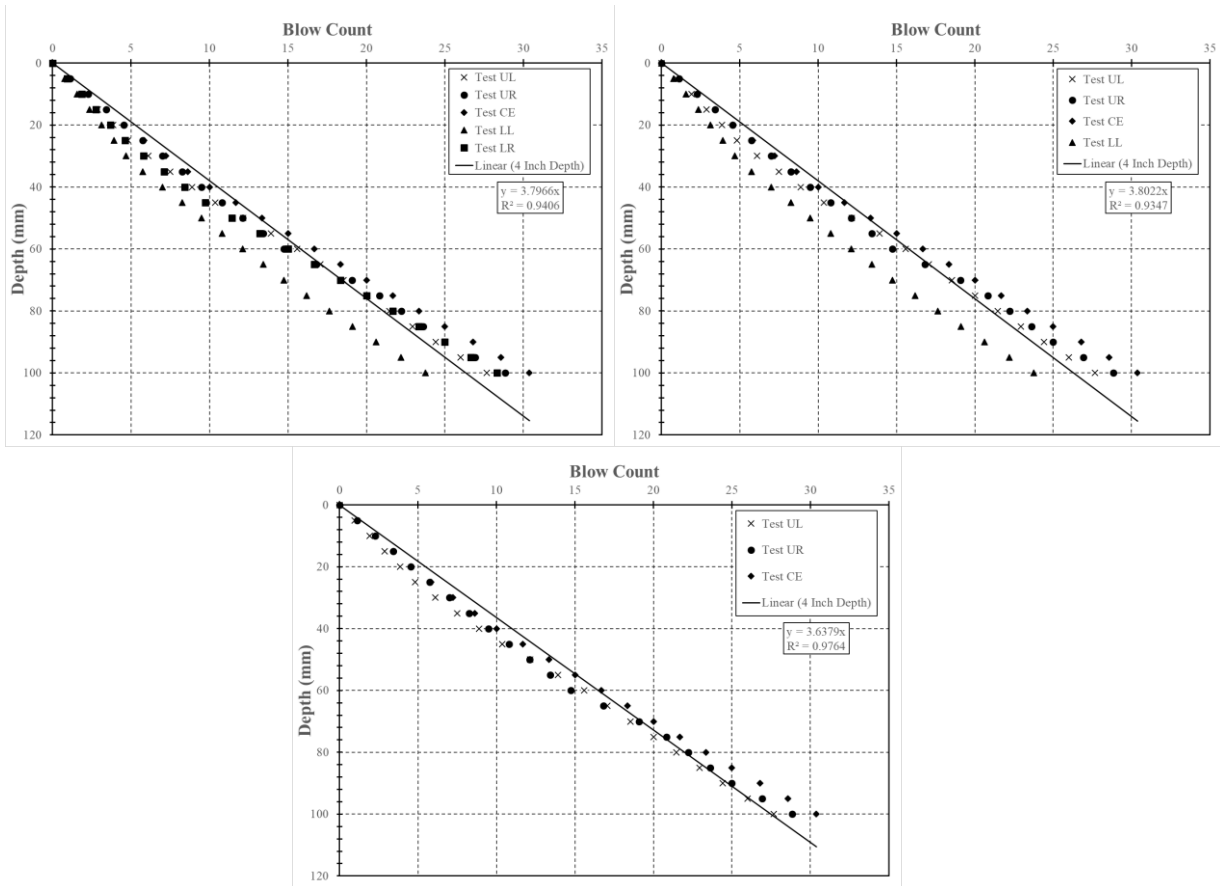 Blow Count
0 5 10 15 20 25 30 35
0
20
40
60
80
100
120
Depth (mm)
Test UL
Test UR
Test CE
Test LL
Test LR
Linear (4 Inch Depth)
y = 3.7966x
R² = 0.9406
Blow Count
0 5 10 15 20 25 30 35
0
20
40
60
80
100
120
Depth (mm)
Test UL
Test UR
Test CE
Test LL
Linear (4 Inch Depth)
y = 3.8022x
R² = 0.9347
Blow Count
0 5 10 15 20 25 30 35
0
20
40
60
80
100
120
Depth (mm)
Test UL
Test UR
Test CE
Linear (4 Inch Depth)
y = 3.6379x
R² = 0.9764